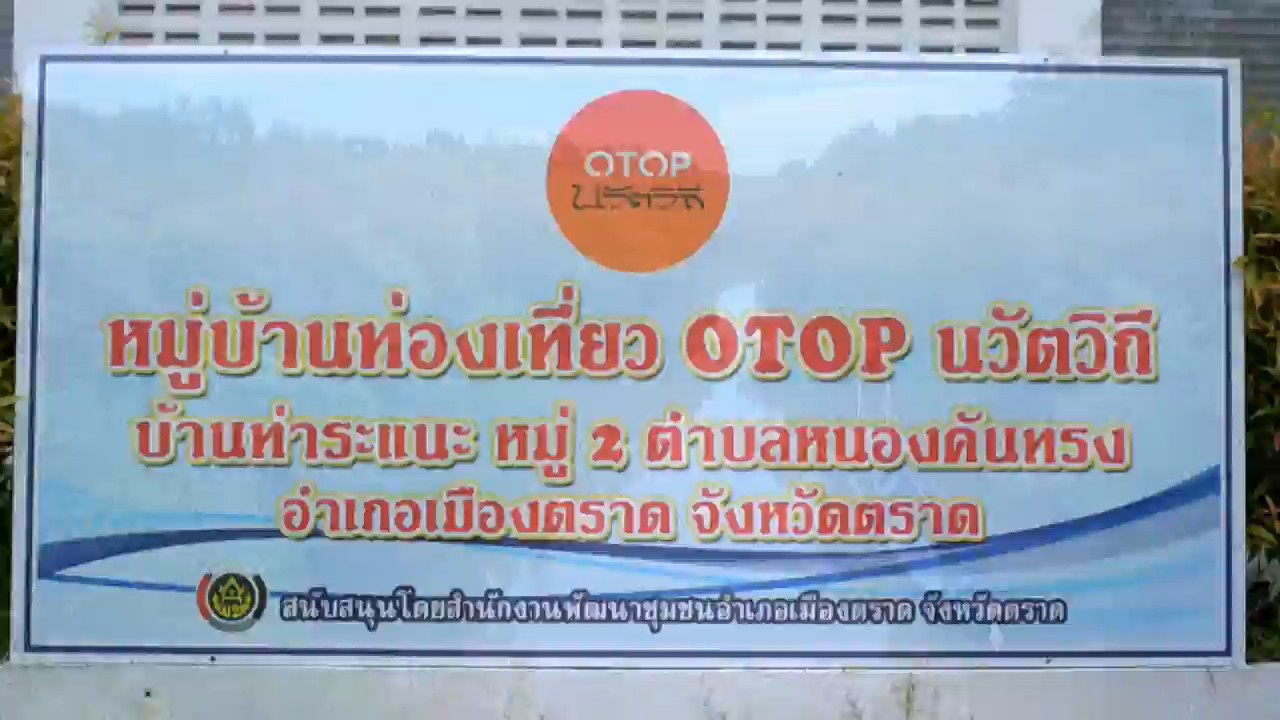 OTOP
นวัตวิถี
หมู่บ้านท่องเที่ยว OTOP นวัตวิถี
บ้านท่าระแนะ หมู่ 2 ตำบลหนองคันทรง
อำเภอเมืองตราด จังหวัดตราด
สนับสนุนโดยสำนักงานพัฒนาชุมชนอำเภอเมืองตราด จังหวัดตราด